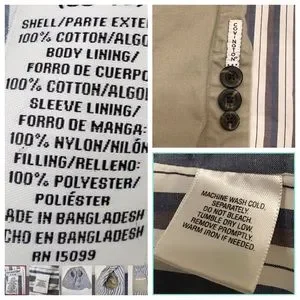 SHELL/PARTE EXTE
100% COTTON/ALGO
BODY LINING/
FORRO DE CUERPO
100% COTTON/ALGO
SLEEVE LINING/
FORRO DE MANGA:
100% NYLON/NILÓN
FILLING/RELLENO:
100% POLYESTER/
POLIÉSTER
ADE IN BANGLADESH
CHO EN BANGLADESH
RN 15099
COVINGTON
MACHINE WASH COLD.
SEPARATELY.
DO NOT BLEACH.
TUMBLE DRY LOW.
REMOVE PROMPTLY.
WARM IRON IF NEEDED.